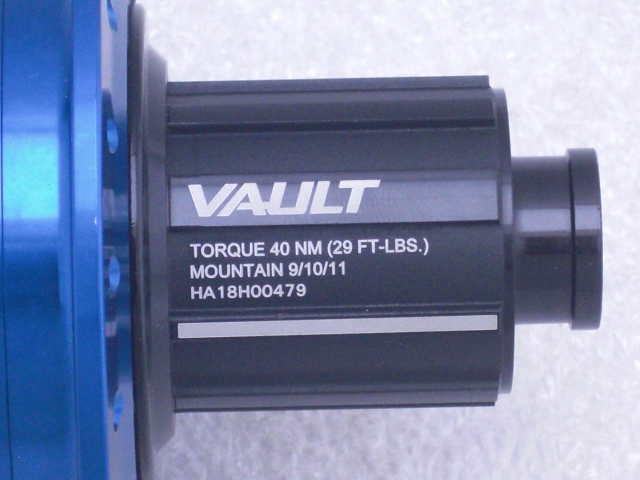 VAULT
TORQUE 40 NM (29 FT-LBS.)
MOUNTAIN 9/10/11
HA18H00479